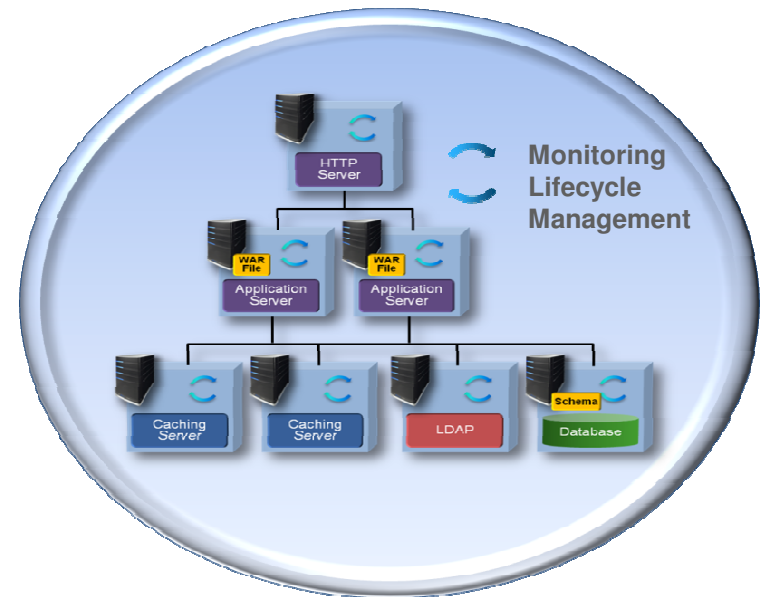 HTTP
Server
Monitoring
Lifecycle
Management
WAR
File
Application
Server
WAR
File
Application
Server
Caching
Server
Caching
Server
LDAP
Schema
Database